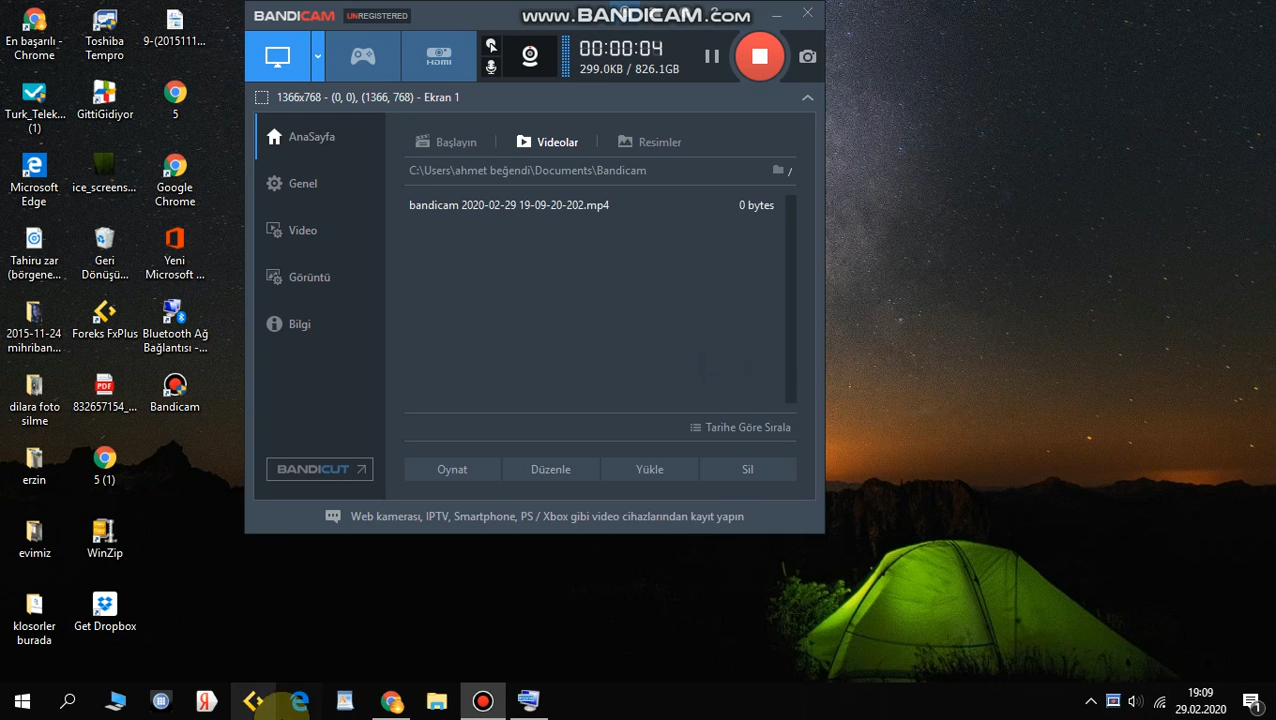 BANDICAM UNREGISTERED
www.BANDICAM.com
En başarılı -
Chrome
Toshiba
Tempro
9-(2015111...
HDMI
00:00:04
299.0KB / 826.1GB
1366x768 - (0, 0), (1366, 768) - Ekran 1
Turk_Telek...
(1)
GittiGidiyor
5
AnaSayfa
Başlayın
Videolar
Resimler
C:\Users\ahmet beğendi\Documents\Bandicam
/
Microsoft
Edge
ice_screens...
Google
Chrome
Genel
bandicam 2020-02-29 19-09-20-202.mp4
0 bytes
Video
Tahiru zar
(börgene...
Geri
Dönüşü...
Yeni
Microsoft ...
Görüntü
2015-11-24
mihriban...
Foreks FxPlus
Bluetooth Ağ
Bağlantısı -...
Bilgi
dilara foto
silme
PDF
832657154_...
Bandicam
Tarihe Göre Sırala
erzin
5 (1)
BANDICUT
Oynat
Düzenle
Yükle
Sil
Web kamerası, IPTV, Smartphone, PS / Xbox gibi video cihazlarından kayıt yapın
evimiz
WinZip
klosorler
burada
Get Dropbox
19:09
29.02.2020
1